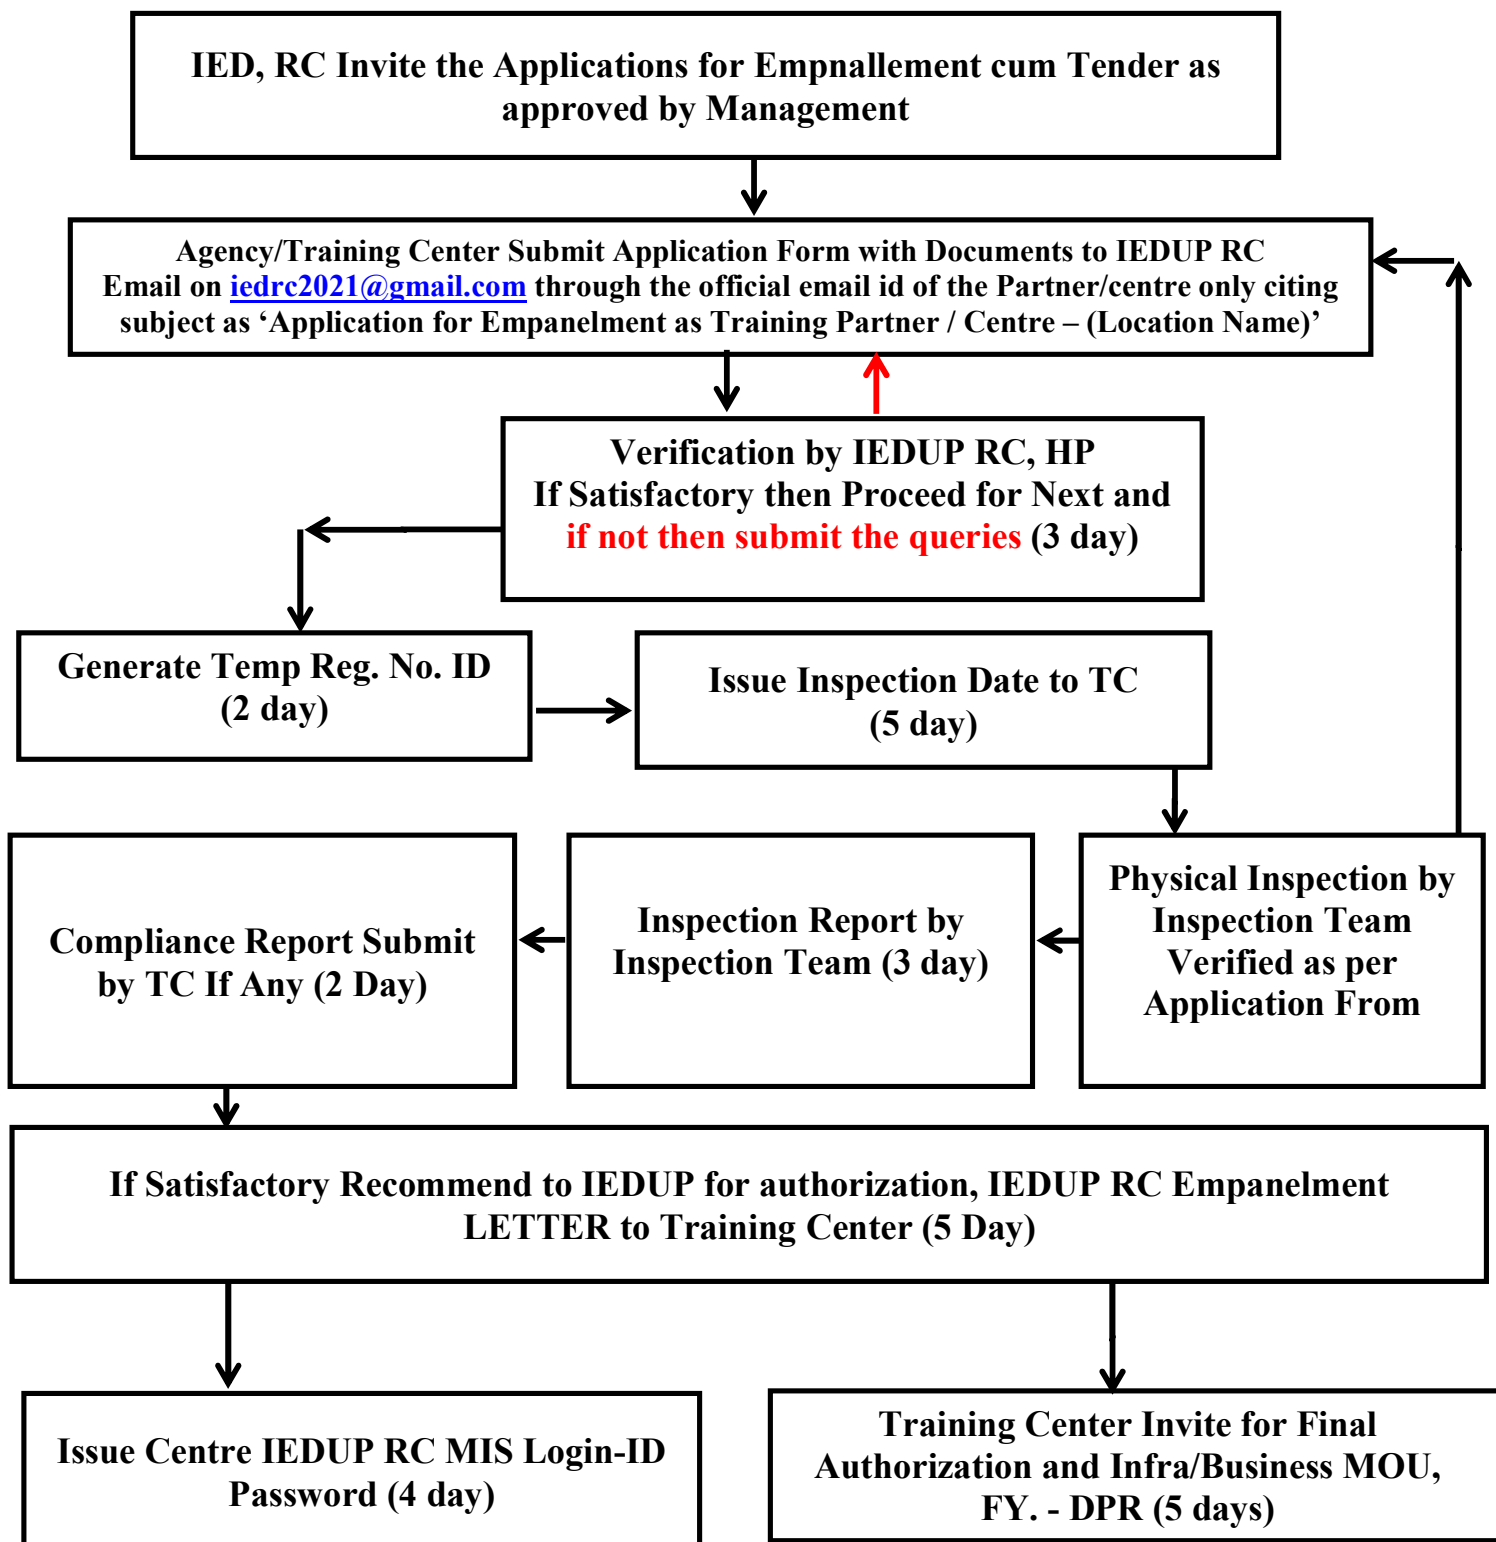 IED, RC Invite the Applications for Empnallement cum Tender as
approved by Management
Agency/Training Center Submit Application Form with Documents to IEDUP RC
Email on iedrc2021@gmail.com through the official email id of the Partner/centre only citing
subject as ‘Application for Empanelment as Training Partner / Centre – (Location Name)’
Verification by IEDUP RC, HP
If Satisfactory then Proceed for Next and
if not then submit the queries (3 day)
Generate Temp Reg. No. ID
(2 day)
Issue Inspection Date to TC
(5 day)
Physical Inspection by
Inspection Team
Verified as per
Application From
Inspection Report by
Inspection Team (3 day)
Compliance Report Submit
by TC If Any (2 Day)
If Satisfactory Recommend to IEDUP for authorization, IEDUP RC Empanelment
LETTER to Training Center (5 Day)
Issue Centre IEDUP RC MIS Login-ID
Password (4 day)
Training Center Invite for Final
Authorization and Infra/Business MOU,
FY. - DPR (5 days)